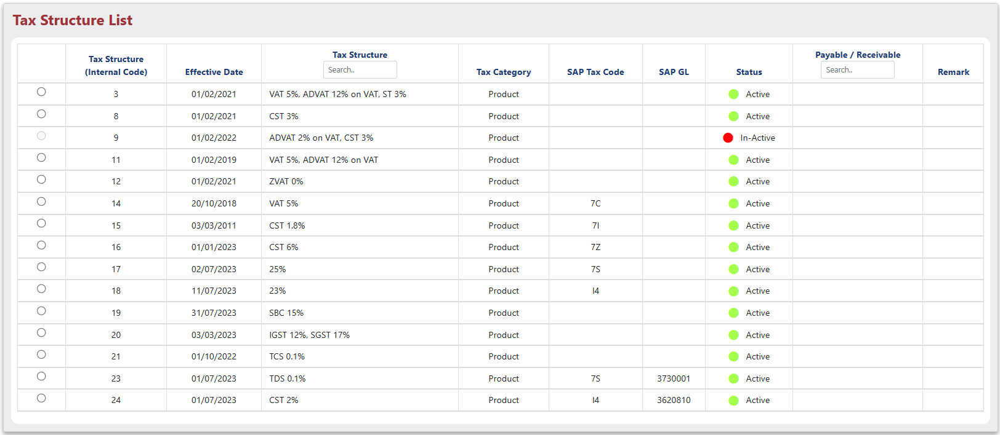 Tax Structure List
Tax Structure (Internal Code) Effective Date Tax Structure Search.. Tax Category SAP Tax Code SAP GL Status Payable / Receivable Search.. Remark
3 01/02/2021 VAT 5%, ADVAT 12% on VAT, ST 3% Product Active
8 01/02/2021 CST 3% Product Active
9 01/02/2022 ADVAT 2% on VAT, CST 3% Product In-Active
11 01/02/2019 VAT 5%, ADVAT 12% on VAT Product Active
12 01/02/2021 ZVAT 0% Product Active
14 20/10/2018 VAT 5% Product 7C Active
15 03/03/2011 CST 1.8% Product 7I Active
16 01/01/2023 CST 6% Product 7Z Active
17 02/07/2023 25% Product 7S Active
18 11/07/2023 23% Product I4 Active
19 31/07/2023 SBC 15% Product Active
20 03/03/2023 IGST 12%, SGST 17% Product Active
21 01/10/2022 TCS 0.1% Product Active
23 01/07/2023 TDS 0.1% Product 7S 3730001 Active
24 01/07/2023 CST 2% Product I4 3620810 Active